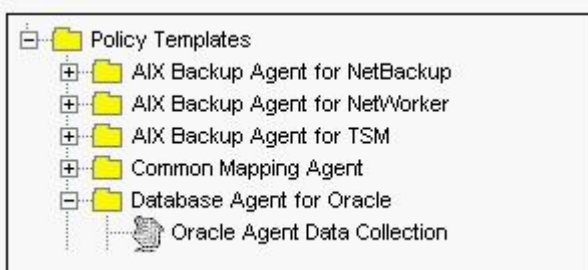 Policy Templates
AIX Backup Agent for NetBackup
AIX Backup Agent for NetWorker
AIX Backup Agent for TSM
Common Mapping Agent
Database Agent for Oracle
Oracle Agent Data Collection